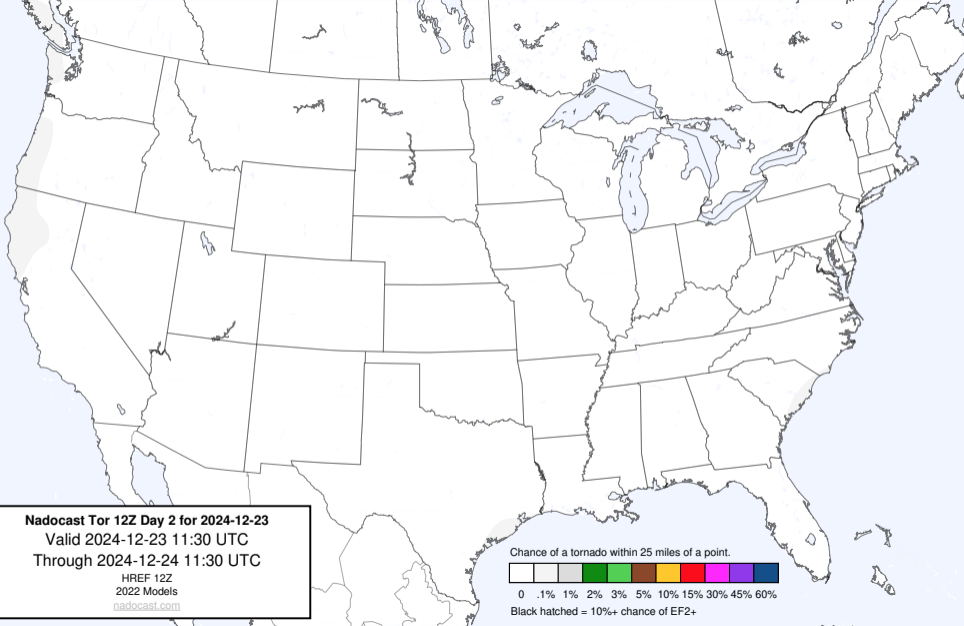 Nadocast Tor 12Z Day 2 for 2024-12-23
Valid 2024-12-23 11:30 UTC
Through 2024-12-24 11:30 UTC
HREF 12Z
2022 Models
nadocast.com
Chance of a tornado within 25 miles of a point.
0 .1% 1% 2% 3% 5% 10% 15% 30% 45% 60%
Black hatched = 10%+ chance of EF2+